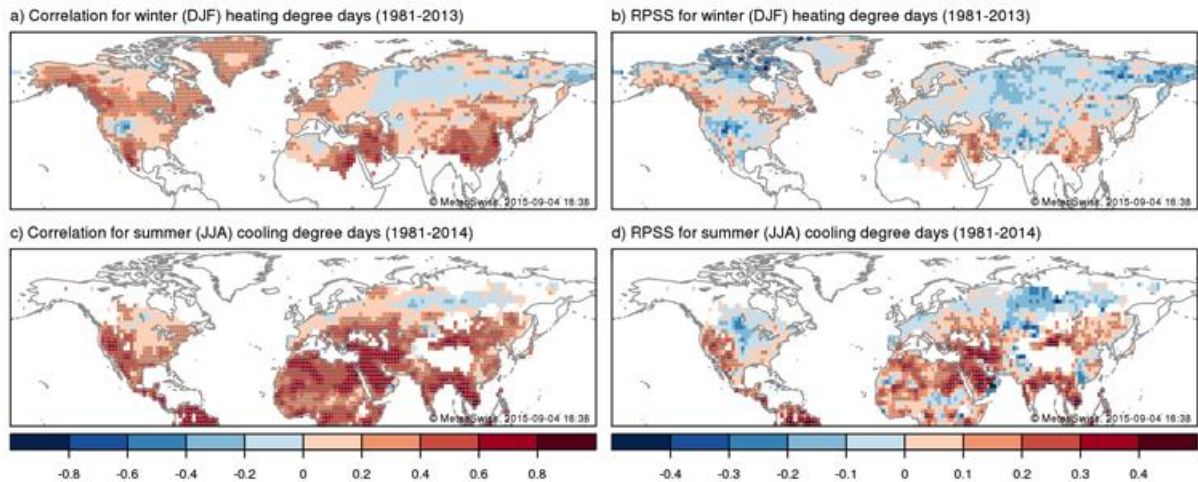 a) Correlation for winter (DJF) heating degree days (1981-2013)
b) RPSS for winter (DJF) heating degree days (1981-2013)
© MeteoSwiss, 2015-09-04 16:38
© MeteoSwiss, 2015-09-04 16:38
c) Correlation for summer (JJA) cooling degree days (1981-2014)
d) RPSS for summer (JJA) cooling degree days (1981-2014)
© MeteoSwiss, 2015-09-04 16:38
© MeteoSwiss, 2015-09-04 16:38
-0.8 -0.6 -0.4 -0.2 0 0.2 0.4 0.6 0.8
-0.4 -0.3 -0.2 -0.1 0 0.1 0.2 0.3 0.4